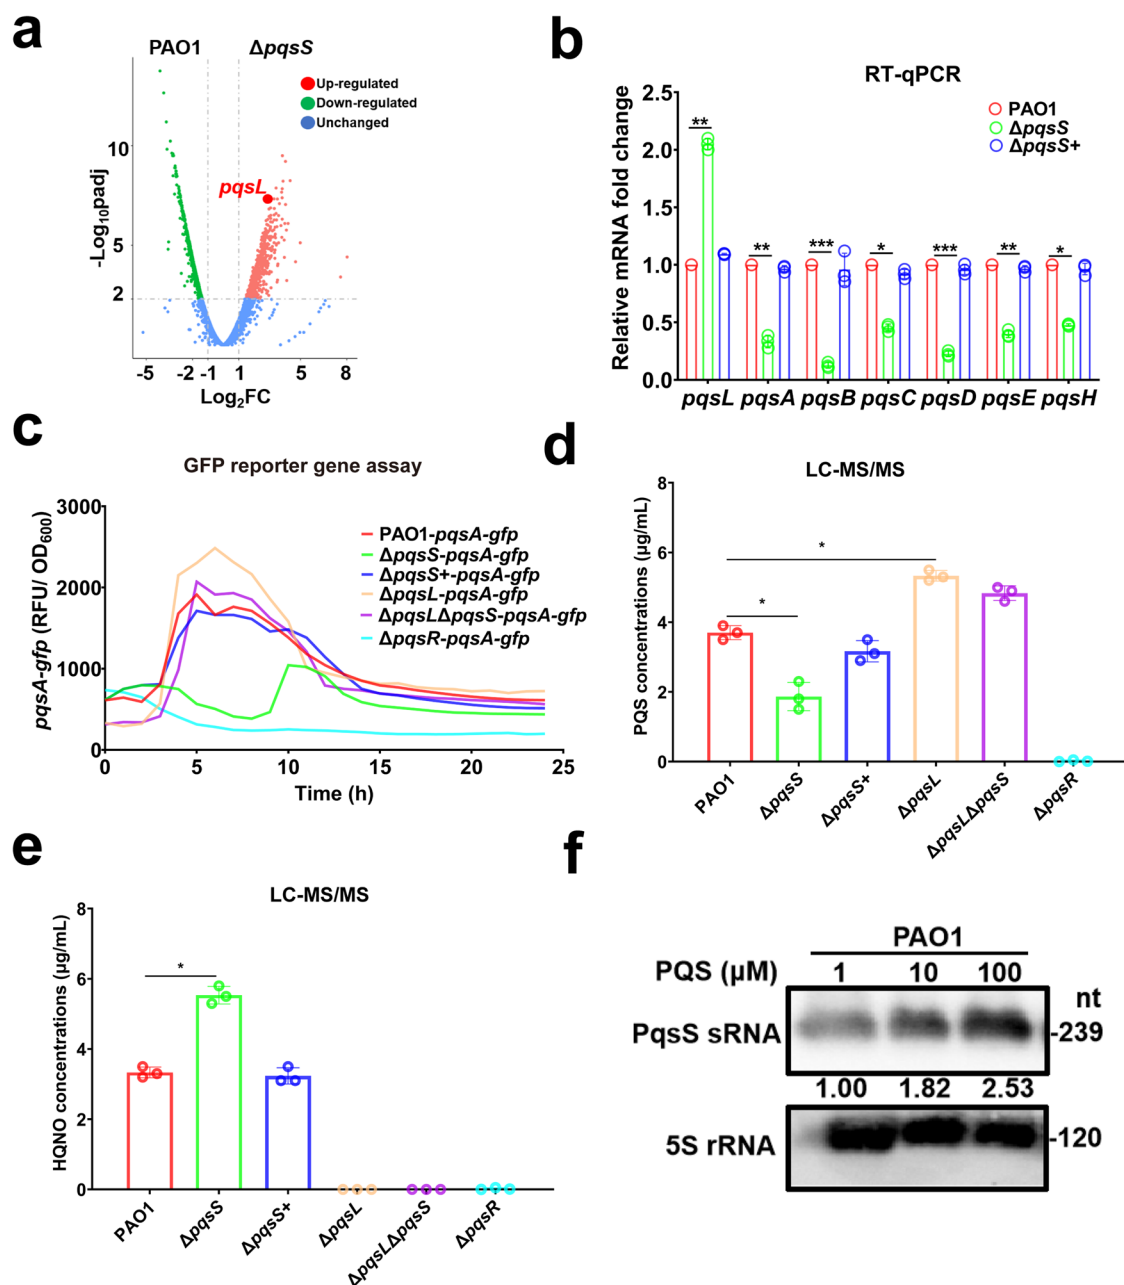 a
PAO1 ΔpqsS
Up-regulated
Down-regulated
Unchanged
pqsL
-Log10padj
10
5
2
-5 -2 -1 1 5 8
Log2FC
b
RT-qPCR
PAO1
ΔpqsS
ΔpqsS+
Relative mRNA fold change
2.5
2.0
1.5
1.0
0.5
0.0
** ** *** * *** ** *
pqsL pqsA pqsB pqsC pqsD pqsE pqsH
c
GFP reporter gene assay
pqsA-gfp (RFU/ OD600)
3000
2000
1000
0
PAO1-pqsA-gfp
ΔpqsS-pqsA-gfp
ΔpqsS+-pqsA-gfp
ΔpqsL-pqsA-gfp
ΔpqsLΔpqsS-pqsA-gfp
ΔpqsR-pqsA-gfp
0 5 10 15 20 25
Time (h)
d
LC-MS/MS
PQS concentrations (μg/mL)
8
6
4
2
0
*
*
PAO1 ΔpqsS ΔpqsS+ ΔpqsL ΔpqsLΔpqsS ΔpqsR
e
LC-MS/MS
HQNO concentrations (μg/mL)
8
6
4
2
0
*
PAO1 ΔpqsS ΔpqsS+ ΔpqsL ΔpqsLΔpqsS ΔpqsR
f
PAO1
PQS (μM) 1 10 100
nt
PqsS sRNA -239
1.00 1.82 2.53
5S rRNA -120